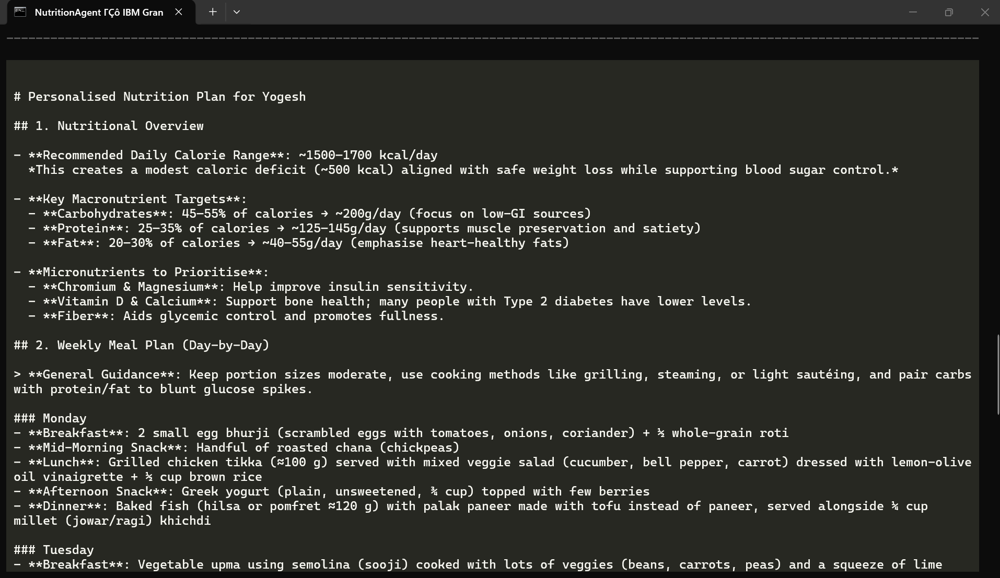 NutritionAgent ΓÇô IBM Gran
# Personalised Nutrition Plan for Yogesh
## 1. Nutritional Overview
- **Recommended Daily Calorie Range**: ~1500–1700 kcal/day
*This creates a modest caloric deficit (~500 kcal) aligned with safe weight loss while supporting blood sugar control.*
- **Key Macronutrient Targets**:
- **Carbohydrates**: 45–55% of calories → ~200g/day (focus on low-GI sources)
- **Protein**: 25–35% of calories → ~125–145g/day (supports muscle preservation and satiety)
- **Fat**: 20–30% of calories → ~40–55g/day (emphasise heart-healthy fats)
- **Micronutrients to Prioritise**:
- **Chromium & Magnesium**: Help improve insulin sensitivity.
- **Vitamin D & Calcium**: Support bone health; many people with Type 2 diabetes have lower levels.
- **Fiber**: Aids glycemic control and promotes fullness.
## 2. Weekly Meal Plan (Day-by-Day)
> **General Guidance**: Keep portion sizes moderate, use cooking methods like grilling, steaming, or light sautéing, and pair carbs
with protein/fat to blunt glucose spikes.
### Monday
- **Breakfast**: 2 small egg bhurji (scrambled eggs with tomatoes, onions, coriander) + ½ whole-grain roti
- **Mid-Morning Snack**: Handful of roasted chana (chickpeas)
- **Lunch**: Grilled chicken tikka (≈100 g) served with mixed veggie salad (cucumber, bell pepper, carrot) dressed with lemon-olive
oil vinaigrette + ½ cup brown rice
- **Afternoon Snack**: Greek yogurt (plain, unsweetened, ¾ cup) topped with few berries
- **Dinner**: Baked fish (hilsa or pomfret ≈120 g) with palak paneer made with tofu instead of paneer, served alongside ¼ cup
millet (jowar/ragi) khichdi
### Tuesday
- **Breakfast**: Vegetable upma using semolina (sooji) cooked with lots of veggies (beans, carrots, peas) and a squeeze of lime